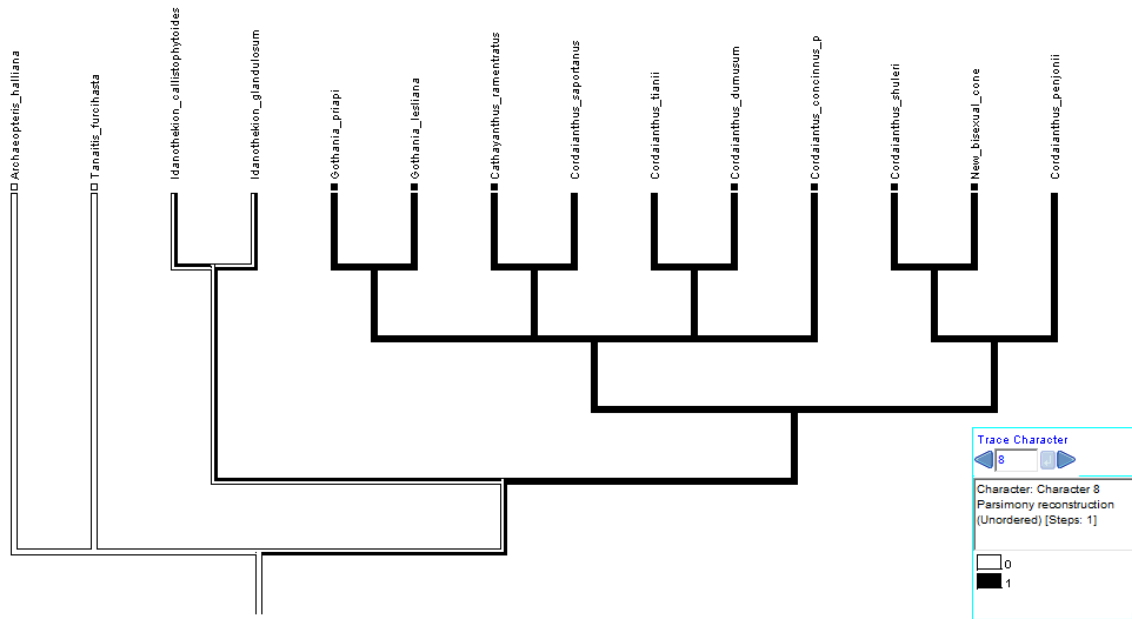 Archaeopteris_halliana
Tanaitis_furcihasta
Idanothekion_callistophytoides
Idanothekion_glandulosum
Gothania_priapi
Gothania_lesliana
Cathayanthus_ramentratus
Cordaianthus_saportanus
Cordaianthus_tianii
Cordaianthus_dumusum
Cordaiantus_concinnus_p
Cordaianthus_shuleri
New_bisexual_cone
Cordaianthus_penjonii
Trace Character
8
Character: Character 8
Parsimony reconstruction
(Unordered) [Steps: 1]
0
1